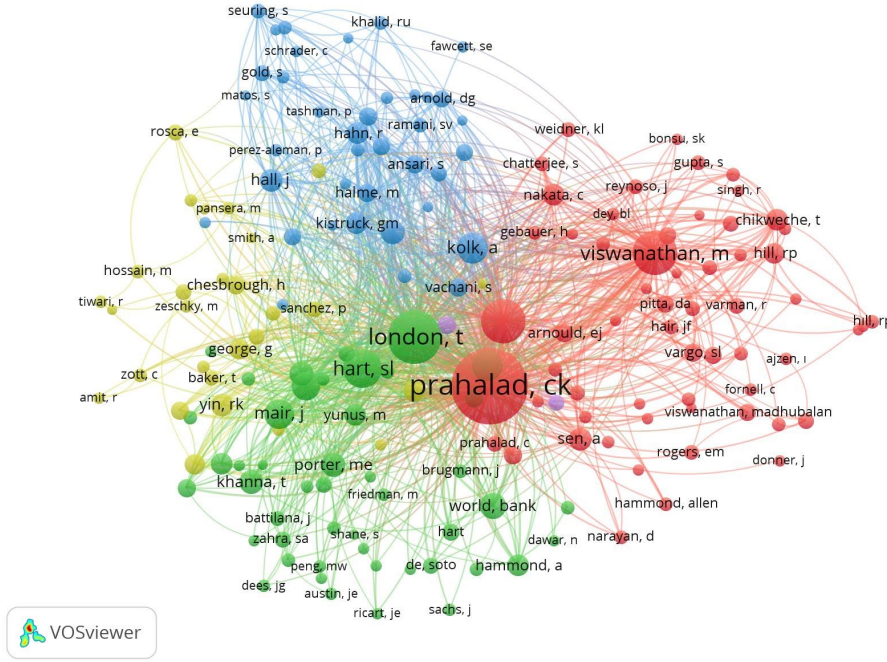 seuring, s
khalid, ru
schrader, c
fawcett, se
gold, s
matos, s
arnold, dg
tashman, p
rosca, e
hahn, r
ramani, sv
weidner, kl
bonsu, sk
perez-aleman, p
ansari, s
chatterjee, s
gupta, s
hall, j
halme, m
nakata, c
reynoso, j
singh, r
pansera, m
kistruck, gm
dey, bl
chikweche, t
smith, a
gebauer, h
kolk, a
viswanathan, m
hill, rp
hossain, m
chesbrough, h
vachani, s
tiwari, r
zeschky, m
sanchez, p
pitta, da
varman, r
hill, rp
london, t
arnould, ej
hair, jf
george, g
vargo, sl
ajzen, i
zott, c
baker, t
hart, sl
prahalad, ck
fornell, c
amit, r
yin, rk
mair, j
yunus, m
viswanathan, madhubalan
prahalad, c
sen, a
rogers, em
donner, j
porter, me
brugmann, j
khanna, t
friedman, m
world, bank
hammond, allen
battilana, j
zahra, sa
shane, s
hart
dawar, n
narayan, d
peng, mw
de, soto
hammond, a
dees, jg
austin, je
ricart, je
sachs, j
VOSviewer